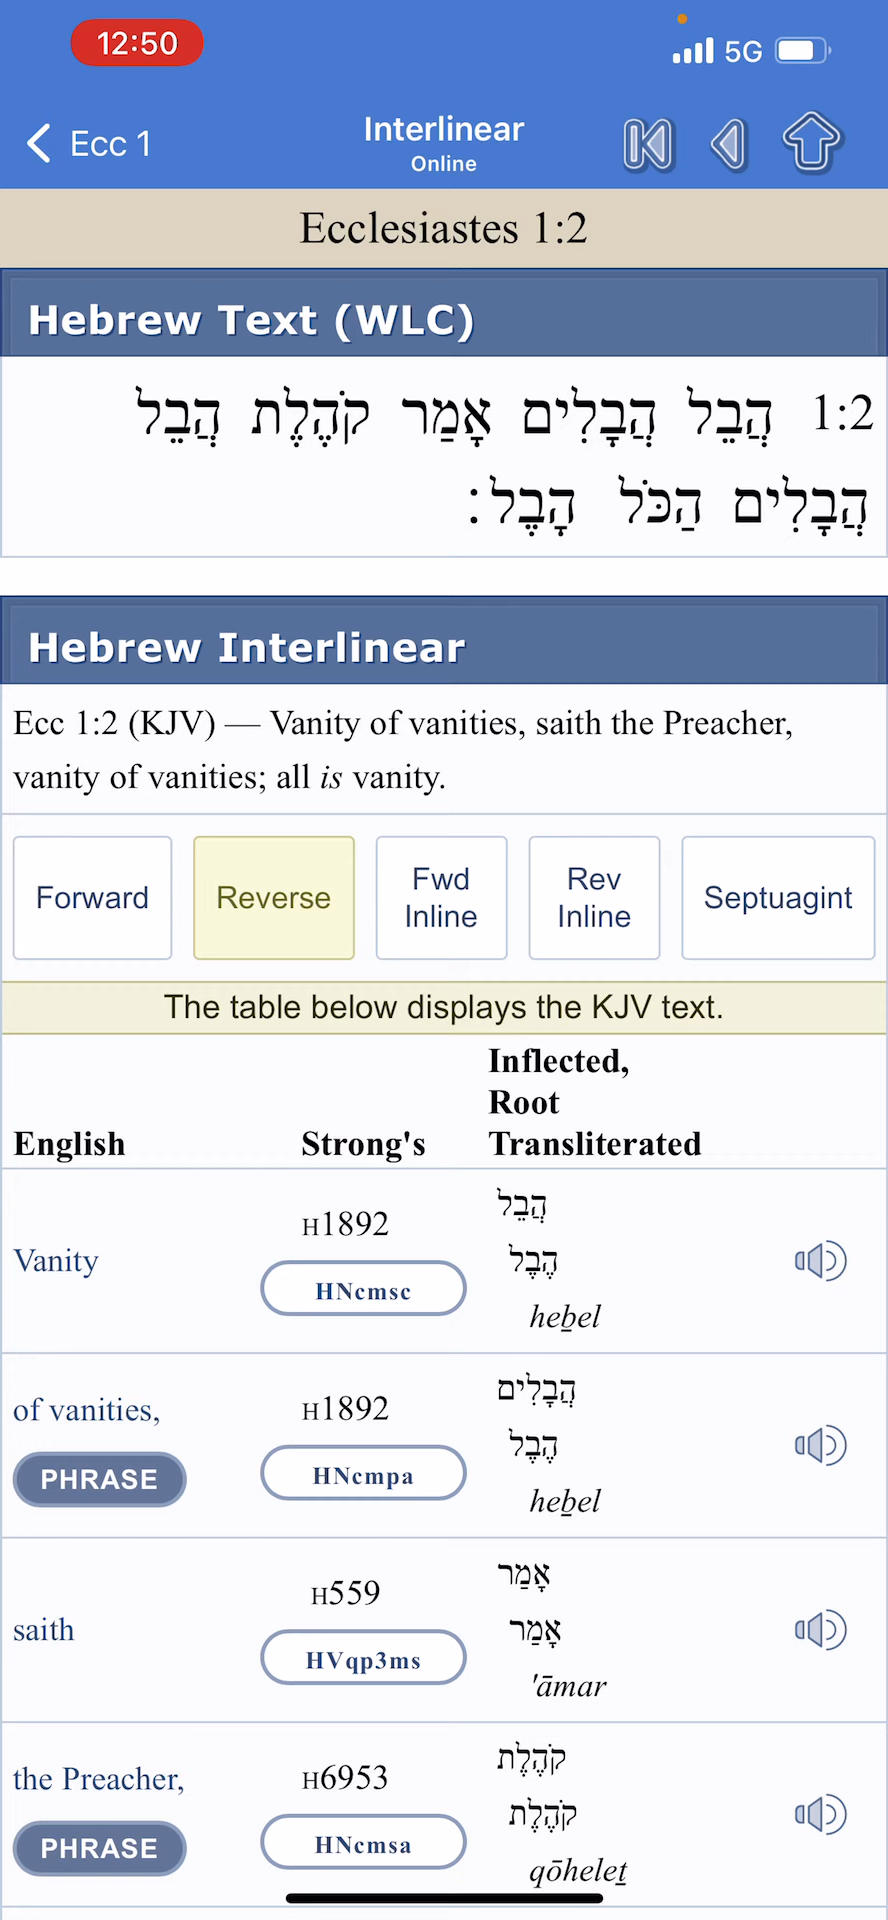 12:50
5G
Ecc 1
Interlinear
Online
Ecclesiastes 1:2
Hebrew Text (WLC)
1:2 הֲבֵל הֲבָלִים אָמַר קֹהֶלֶת הֲבֵל
הֲבָלִים הַכֹּל הָבֶל׃
Hebrew Interlinear
Ecc 1:2 (KJV) — Vanity of vanities, saith the Preacher,
vanity of vanities; all is vanity.
Forward
Reverse
Fwd
Inline
Rev
Inline
Septuagint
The table below displays the KJV text.
English
Strong's
Inflected,
Root
Transliterated
Vanity
H1892
HNcmsc
הֲבֵל
הֶבֶל
heḇel
of vanities,
PHRASE
H1892
HNcmpa
הֲבָלִים
הֶבֶל
heḇel
saith
H559
HVqp3ms
אָמַר
אָמַר
'āmar
the Preacher,
PHRASE
H6953
HNcmsa
קֹהֶלֶת
קֹהֶלֶת
qōheleṯ